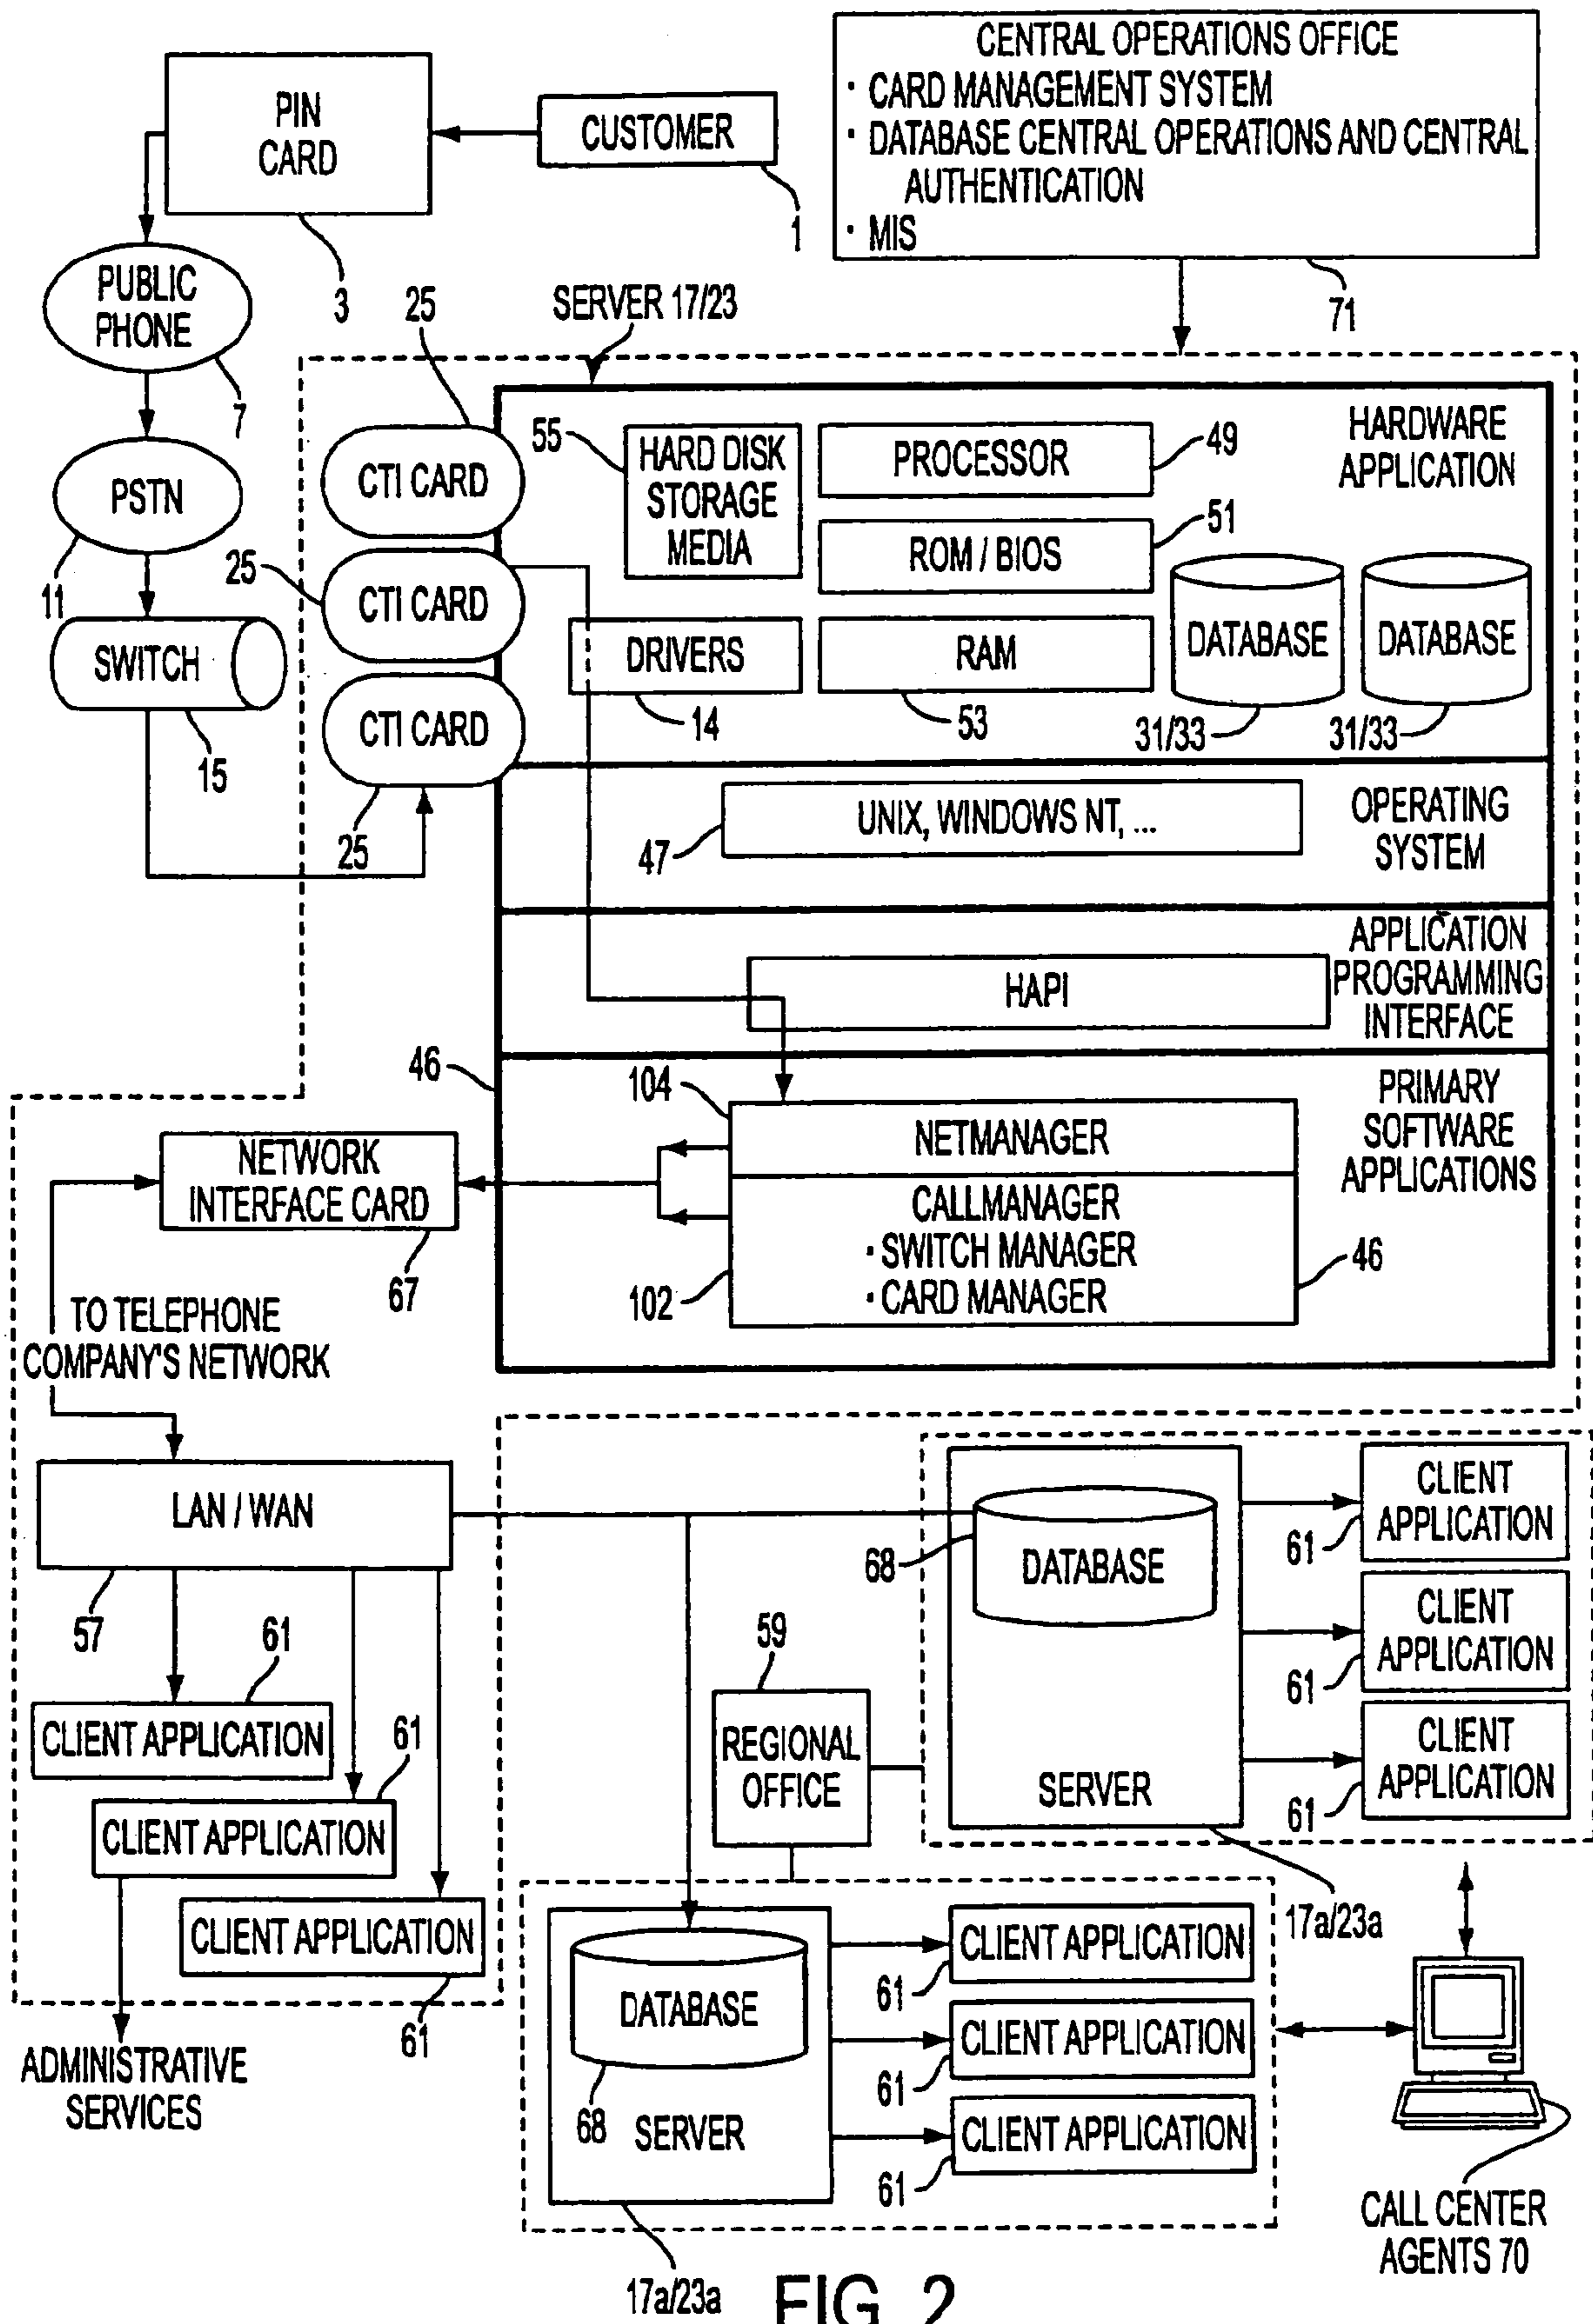 CENTRAL OPERATIONS OFFICE
· CARD MANAGEMENT SYSTEM
· DATABASE CENTRAL OPERATIONS AND CENTRAL
AUTHENTICATION
· MIS
71
PIN
CARD
3
CUSTOMER
1
PUBLIC
PHONE
7
PSTN
11
SWITCH
15
SERVER 17/23
25
CTI CARD
25
CTI CARD
CTI CARD
25
HARDWARE
APPLICATION
55
HARD DISK
STORAGE
MEDIA
PROCESSOR
49
ROM / BIOS
51
DRIVERS
14
RAM
53
DATABASE
31/33
DATABASE
31/33
UNIX, WINDOWS NT, ...
47
OPERATING
SYSTEM
HAPI
APPLICATION
PROGRAMMING
INTERFACE
46
104
NETMANAGER
CALLMANAGER
· SWITCH MANAGER
· CARD MANAGER
102
46
PRIMARY
SOFTWARE
APPLICATIONS
NETWORK
INTERFACE CARD
67
TO TELEPHONE
COMPANY'S NETWORK
LAN / WAN
57
61
CLIENT APPLICATION
61
CLIENT APPLICATION
CLIENT APPLICATION
61
ADMINISTRATIVE
SERVICES
59
REGIONAL
OFFICE
68
DATABASE
SERVER
17a/23a
CLIENT
APPLICATION
61
CLIENT
APPLICATION
61
CLIENT
APPLICATION
61
DATABASE
68
SERVER
17a/23a
CLIENT APPLICATION
61
CLIENT APPLICATION
61
CLIENT APPLICATION
61
CALL CENTER
AGENTS 70
FIG. 2